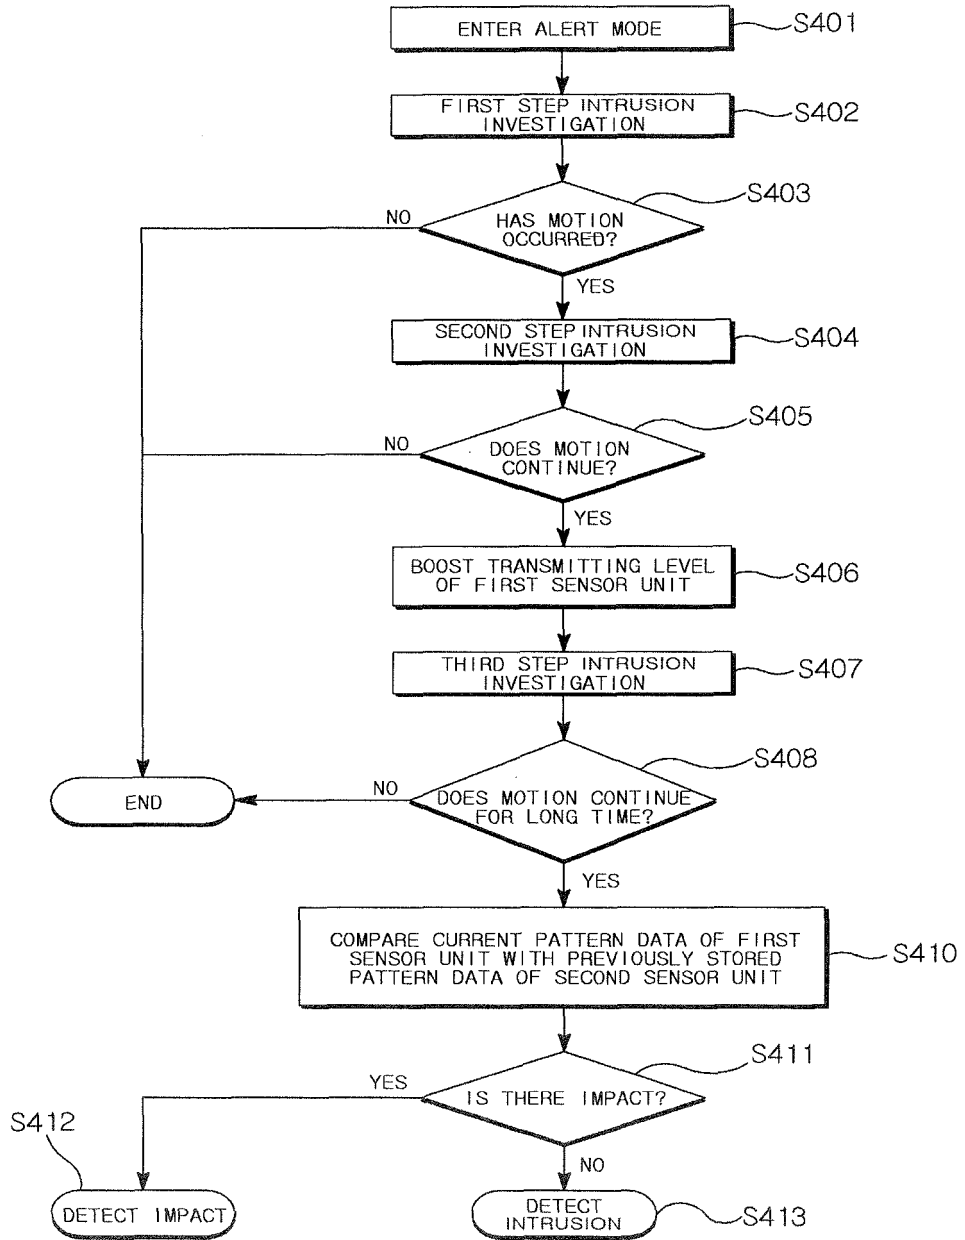 ENTER ALERT MODE
S401
FIRST STEP INTRUSION
INVESTIGATION
S402
S403
NO
HAS MOTION
OCCURRED?
YES
SECOND STEP INTRUSION
INVESTIGATION
S404
S405
NO
DOES MOTION
CONTINUE?
YES
BOOST TRANSMITTING LEVEL
OF FIRST SENSOR UNIT
S406
THIRD STEP INTRUSION
INVESTIGATION
S407
S408
END
NO
DOES MOTION CONTINUE
FOR LONG TIME?
YES
COMPARE CURRENT PATTERN DATA OF FIRST
SENSOR UNIT WITH PREVIOUSLY STORED
PATTERN DATA OF SECOND SENSOR UNIT
S410
S411
YES
IS THERE IMPACT?
S412
NO
DETECT IMPACT
DETECT
INTRUSION
S413